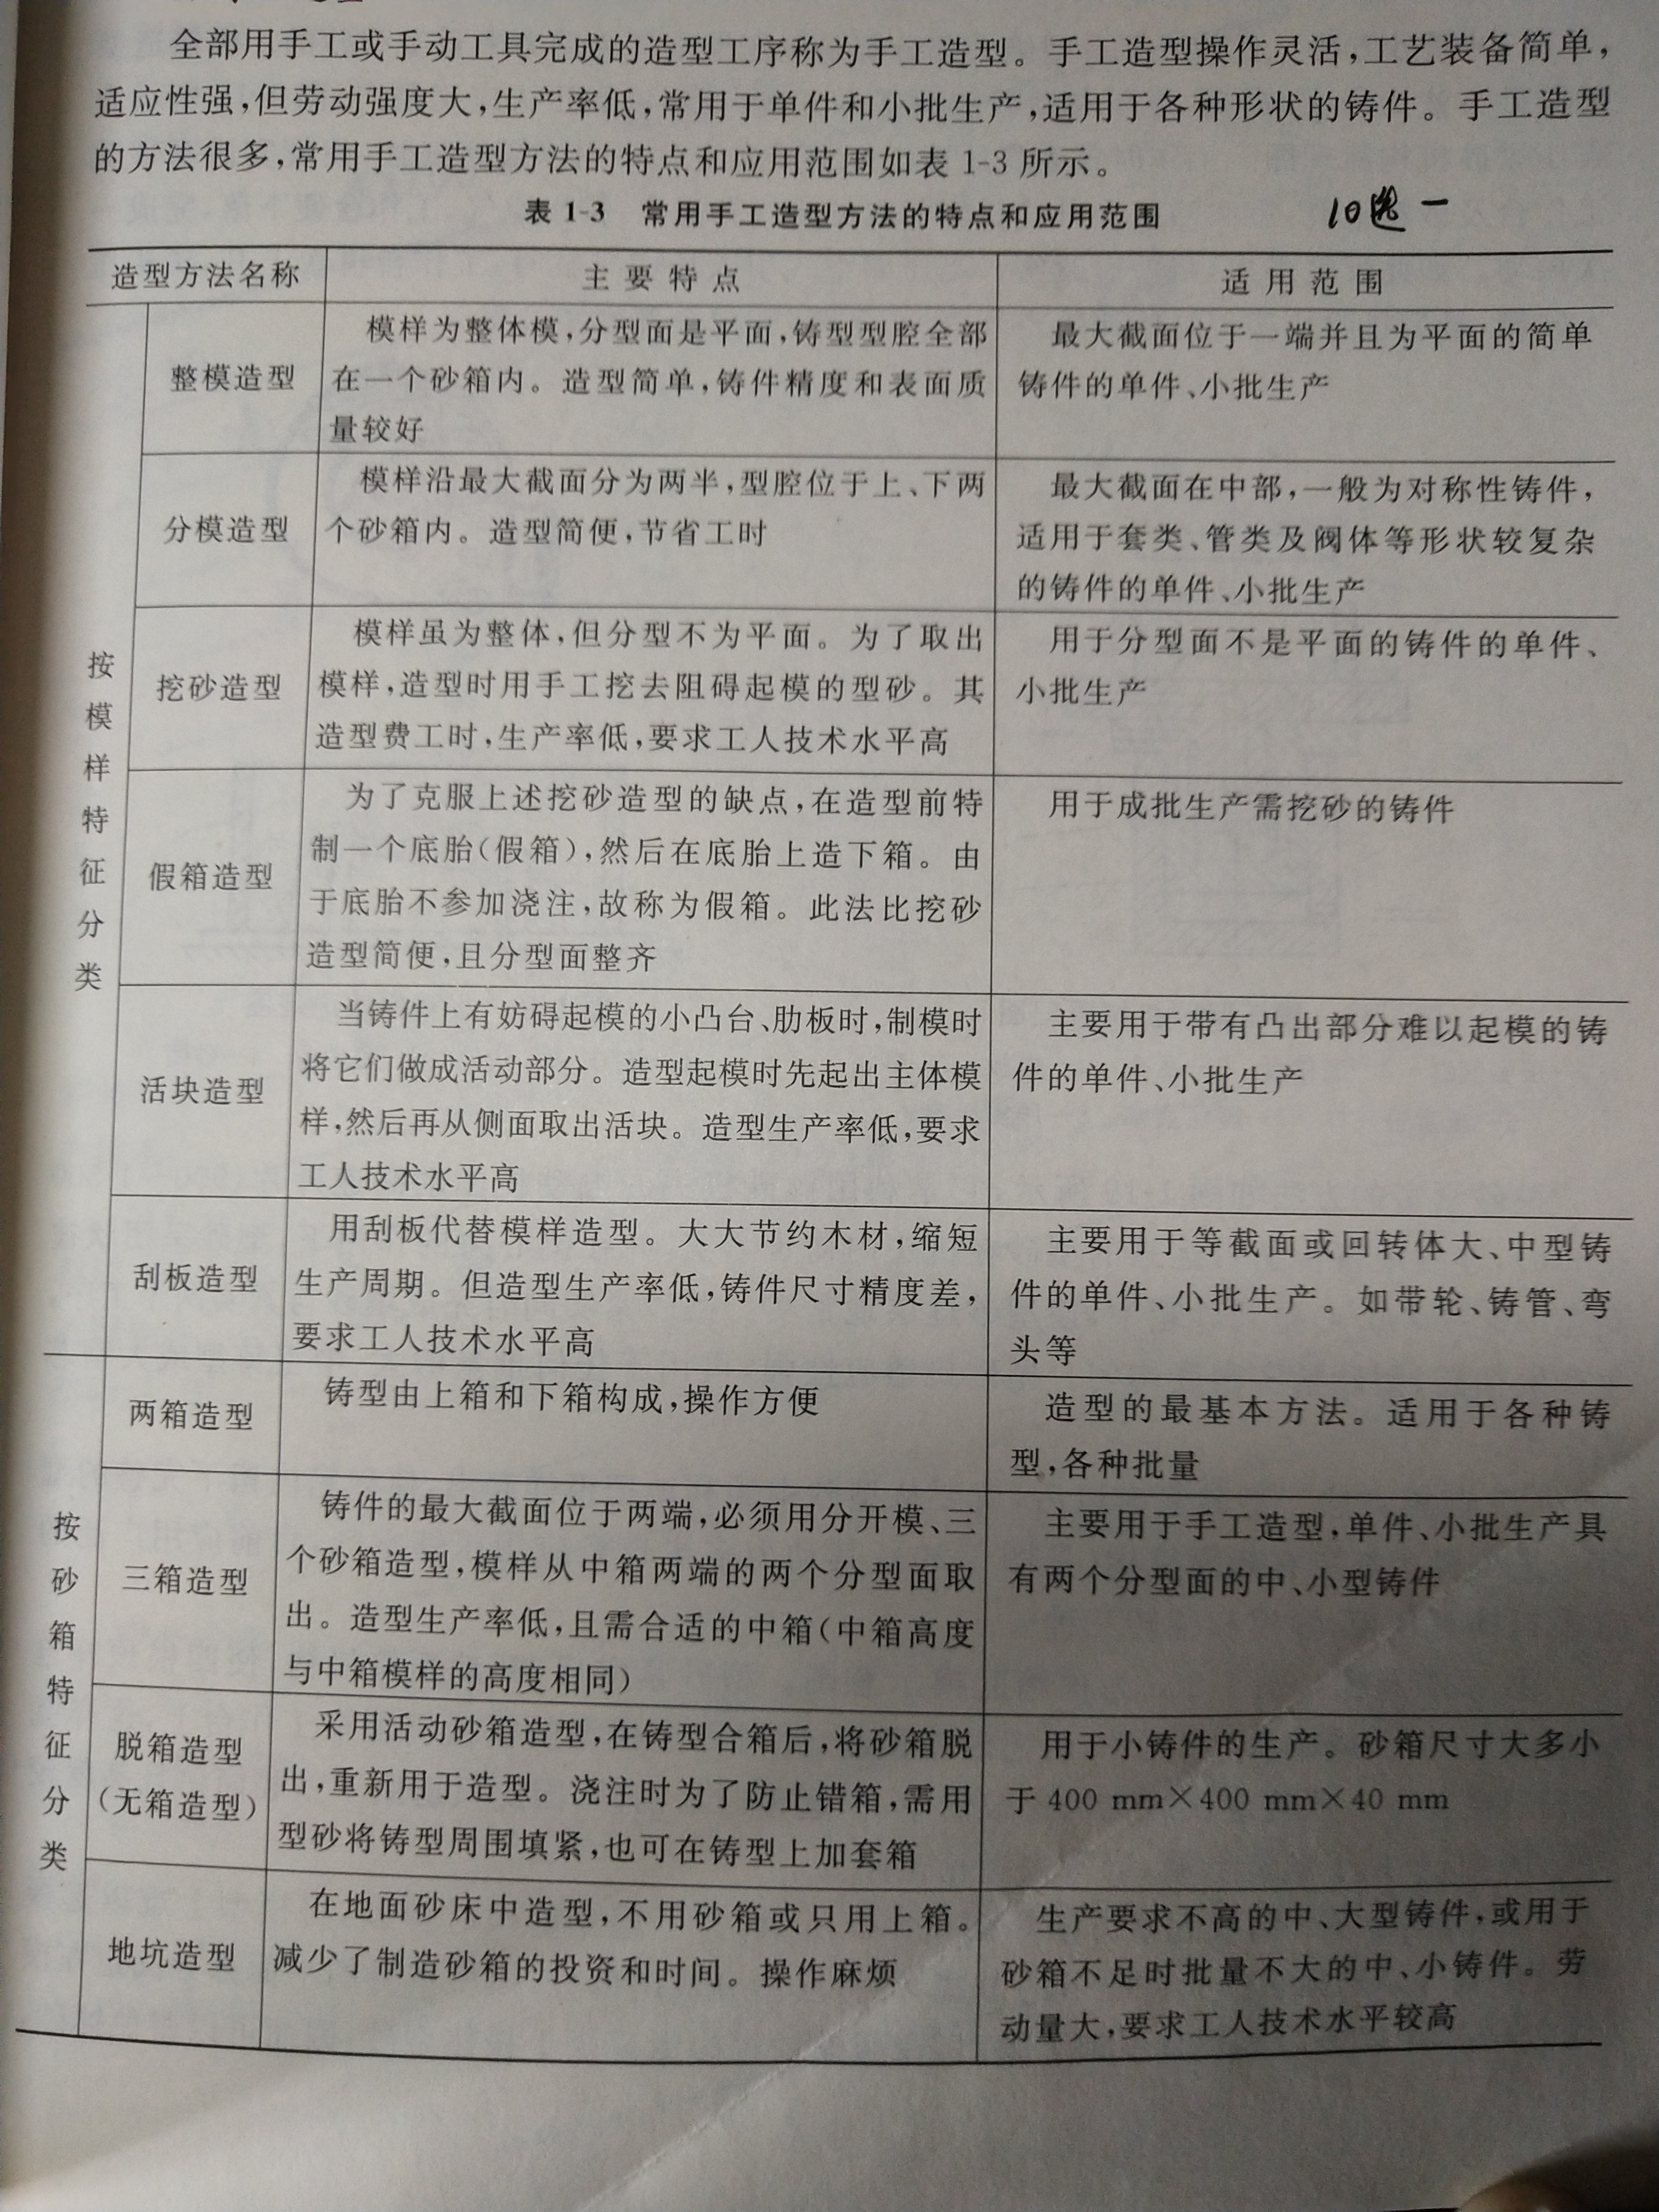 全部用手工或手动工具完成的造型工序称为手工造型。手工造型操作灵活,工艺装备简单,
适应性强,但劳动强度大,生产率低,常用于单件和小批生产,适用于各种形状的铸件。手工造型
的方法很多,常用手工造型方法的特点和应用范围如表 1-3 所示。
表 1-3 常用手工造型方法的特点和应用范围
10选一
造型方法名称
主要特点
适用范围
按模样特征分类
整模造型
模样为整体模,分型面是平面,铸型型腔全部
在一个砂箱内。造型简单,铸件精度和表面质
量较好
最大截面位于一端并且为平面的简单
铸件的单件、小批生产
分模造型
模样沿最大截面分为两半,型腔位于上、下两
个砂箱内。造型简便,节省工时
最大截面在中部,一般为对称性铸件,
适用于套类、管类及阀体等形状较复杂
的铸件的单件、小批生产
挖砂造型
模样虽为整体,但分型不为平面。为了取出
模样,造型时用手工挖去阻碍起模的型砂。其
造型费工时,生产率低,要求工人技术水平高
用于分型面不是平面的铸件的单件、
小批生产
假箱造型
为了克服上述挖砂造型的缺点,在造型前特
制一个底胎(假箱),然后在底胎上造下箱。由
于底胎不参加浇注,故称为假箱。此法比挖砂
造型简便,且分型面整齐
用于成批生产需挖砂的铸件
活块造型
当铸件上有妨碍起模的小凸台、肋板时,制模时
将它们做成活动部分。造型起模时先起出主体模
样,然后再从侧面取出活块。造型生产率低,要求
工人技术水平高
主要用于带有凸出部分难以起模的铸
件的单件、小批生产
刮板造型
用刮板代替模样造型。大大节约木材,缩短
生产周期。但造型生产率低,铸件尺寸精度差,
要求工人技术水平高
主要用于等截面或回转体大、中型铸
件的单件、小批生产。如带轮、铸管、弯
头等
按砂箱特征分类
两箱造型
铸型由上箱和下箱构成,操作方便
造型的最基本方法。适用于各种铸
型,各种批量
三箱造型
铸件的最大截面位于两端,必须用分开模、三
个砂箱造型,模样从中箱两端的两个分型面取
出。造型生产率低,且需合适的中箱(中箱高度
与中箱模样的高度相同)
主要用于手工造型,单件、小批生产具
有两个分型面的中、小型铸件
脱箱造型
(无箱造型)
采用活动砂箱造型,在铸型合箱后,将砂箱脱
出,重新用于造型。浇注时为了防止错箱,需用
型砂将铸型周围填紧,也可在铸型上加套箱
用于小铸件的生产。砂箱尺寸大多小
于 400 mm×400 mm×40 mm
地坑造型
在地面砂床中造型,不用砂箱或只用上箱。
减少了制造砂箱的投资和时间。操作麻烦
生产要求不高的中、大型铸件,或用于
砂箱不足时批量不大的中、小铸件。劳
动量大,要求工人技术水平较高